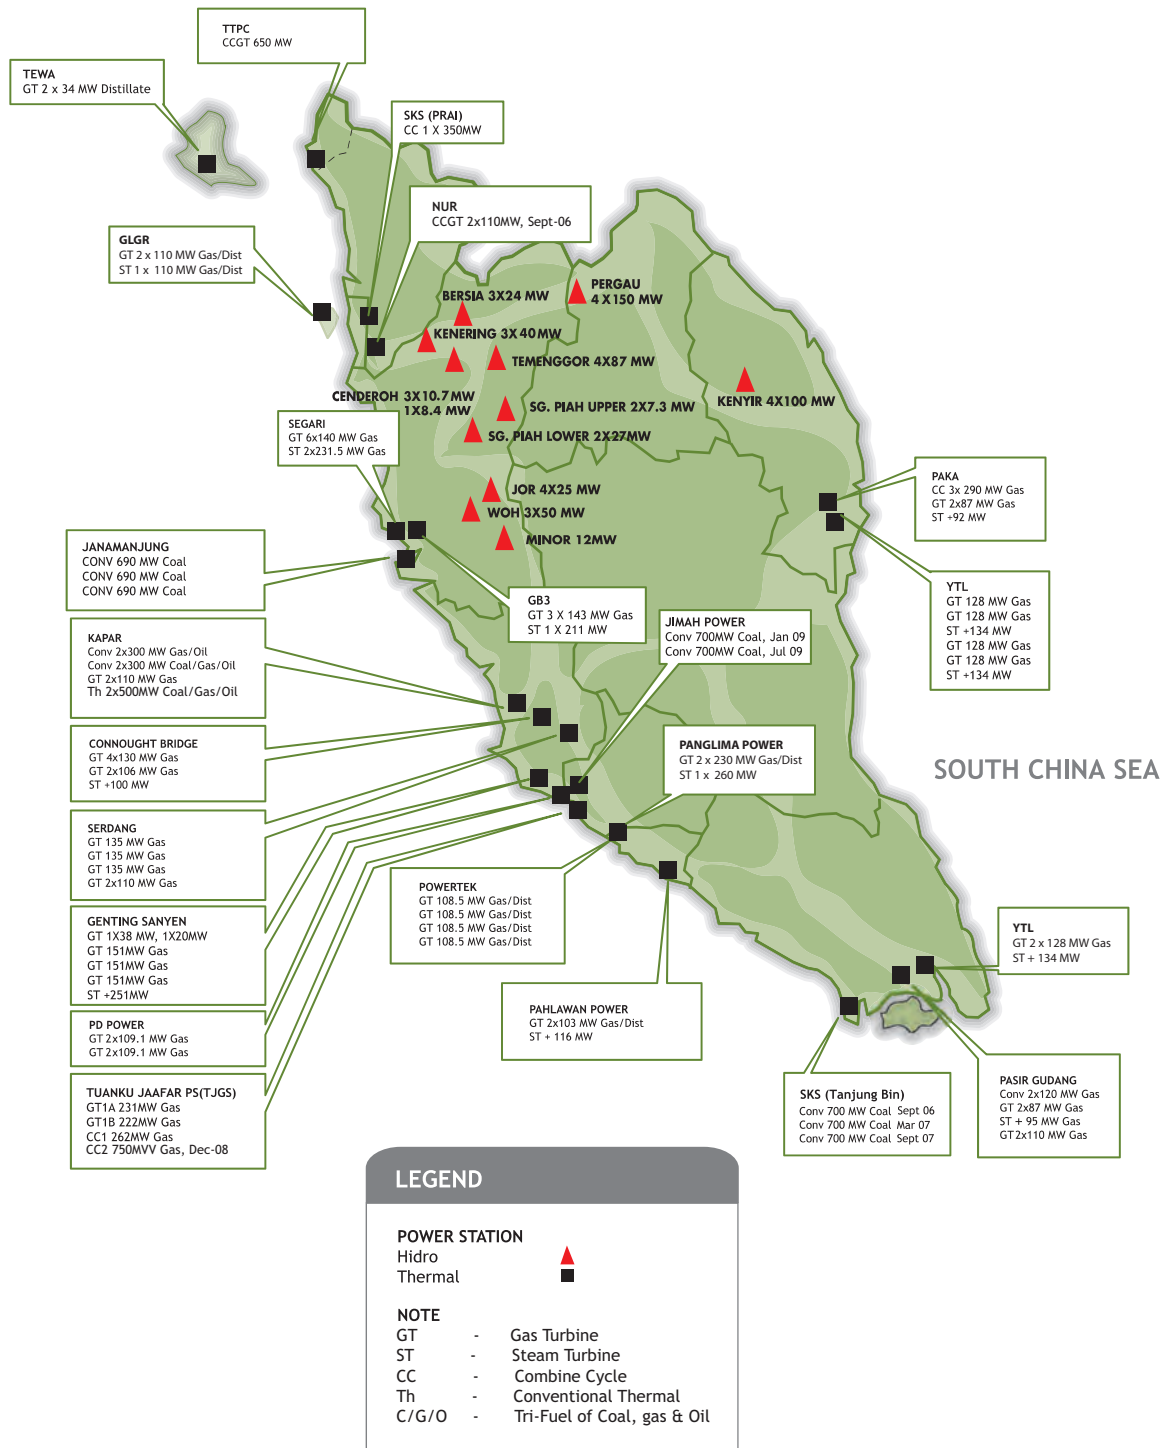 TTPC
CCGT 650 MW
TEWA
GT 2 x 34 MW Distillate
SKS (PRAI)
CC 1 X 350MW
NUR
CCGT 2x110MW, Sept-06
GLGR
GT 2 x 110 MW Gas/Dist
ST 1 x 110 MW Gas/Dist
PERGAU
4 X150 MW
BERSIA 3X24 MW
KENERING 3X 40MW
TEMENGGOR 4X87 MW
CENDEROH 3X10.7MW
1X8.4 MW
KENYIR 4X100 MW
SG. PIAH UPPER 2X7.3 MW
SG. PIAH LOWER 2X27MW
SEGARI
GT 6x140 MW Gas
ST 2x231.5 MW Gas
JOR 4X25 MW
WOH 3X50 MW
MINOR 12MW
PAKA
CC 3x 290 MW Gas
GT 2x87 MW Gas
ST +92 MW
JANAMANJUNG
CONV 690 MW Coal
CONV 690 MW Coal
CONV 690 MW Coal
YTL
GT 128 MW Gas
GT 128 MW Gas
ST +134 MW
GT 128 MW Gas
GT 128 MW Gas
ST +134 MW
GB3
GT 3 X 143 MW Gas
ST 1 X 211 MW
JIMAH POWER
Conv 700MW Coal, Jan 09
Conv 700MW Coal, Jul 09
KAPAR
Conv 2x300 MW Gas/Oil
Conv 2x300 MW Coal/Gas/Oil
GT 2x110 MW Gas
Th 2x500MW Coal/Gas/Oil
CONNOUGHT BRIDGE
GT 4x130 MW Gas
GT 2x106 MW Gas
ST +100 MW
PANGLIMA POWER
GT 2 x 230 MW Gas/Dist
ST 1 x 260 MW
SOUTH CHINA SEA
SERDANG
GT 135 MW Gas
GT 135 MW Gas
GT 135 MW Gas
GT 2x110 MW Gas
POWERTEK
GT 108.5 MW Gas/Dist
GT 108.5 MW Gas/Dist
GT 108.5 MW Gas/Dist
GT 108.5 MW Gas/Dist
GENTING SANYEN
GT 1X38 MW, 1X20MW
GT 151MW Gas
GT 151MW Gas
GT 151MW Gas
ST +251MW
YTL
GT 2 x 128 MW Gas
ST + 134 MW
PAHLAWAN POWER
GT 2x103 MW Gas/Dist
ST + 116 MW
PD POWER
GT 2x109.1 MW Gas
GT 2x109.1 MW Gas
TUANKU JAAFAR PS(TJGS)
GT1A 231MW Gas
GT1B 222MW Gas
CC1 262MW Gas
CC2 750MVV Gas, Dec-08
SKS (Tanjung Bin)
Conv 700 MW Coal Sept 06
Conv 700 MW Coal Mar 07
Conv 700 MW Coal Sept 07
PASIR GUDANG
Conv 2x120 MW Gas
GT 2x87 MW Gas
ST + 95 MW Gas
GT 2x110 MW Gas
LEGEND
POWER STATION
Hidro
Thermal
NOTE
GT - Gas Turbine
ST - Steam Turbine
CC - Combine Cycle
Th - Conventional Thermal
C/G/O - Tri-Fuel of Coal, gas & Oil